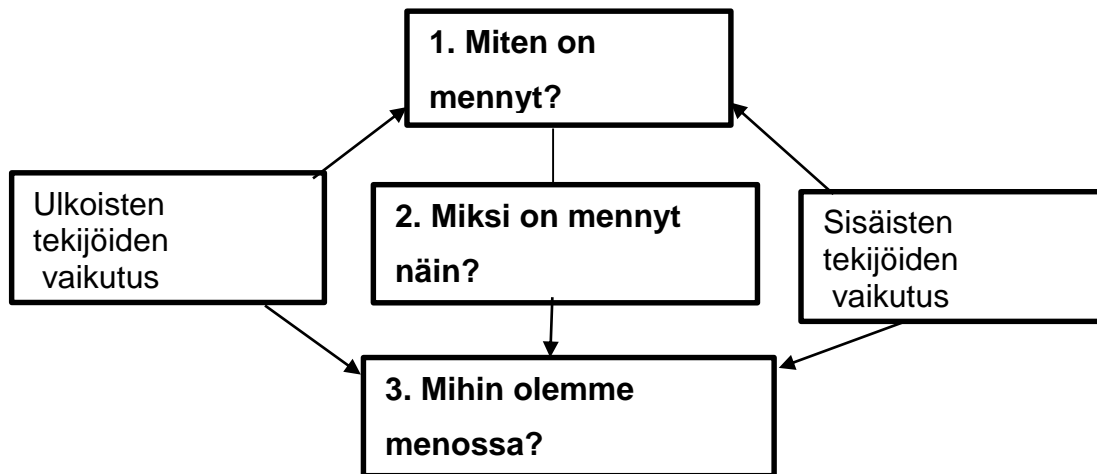 1. Miten on
mennyt?
Ulkoisten
tekijöiden
vaikutus
2. Miksi on mennyt
näin?
Sisäisten
tekijöiden
vaikutus
3. Mihin olemme
menossa?